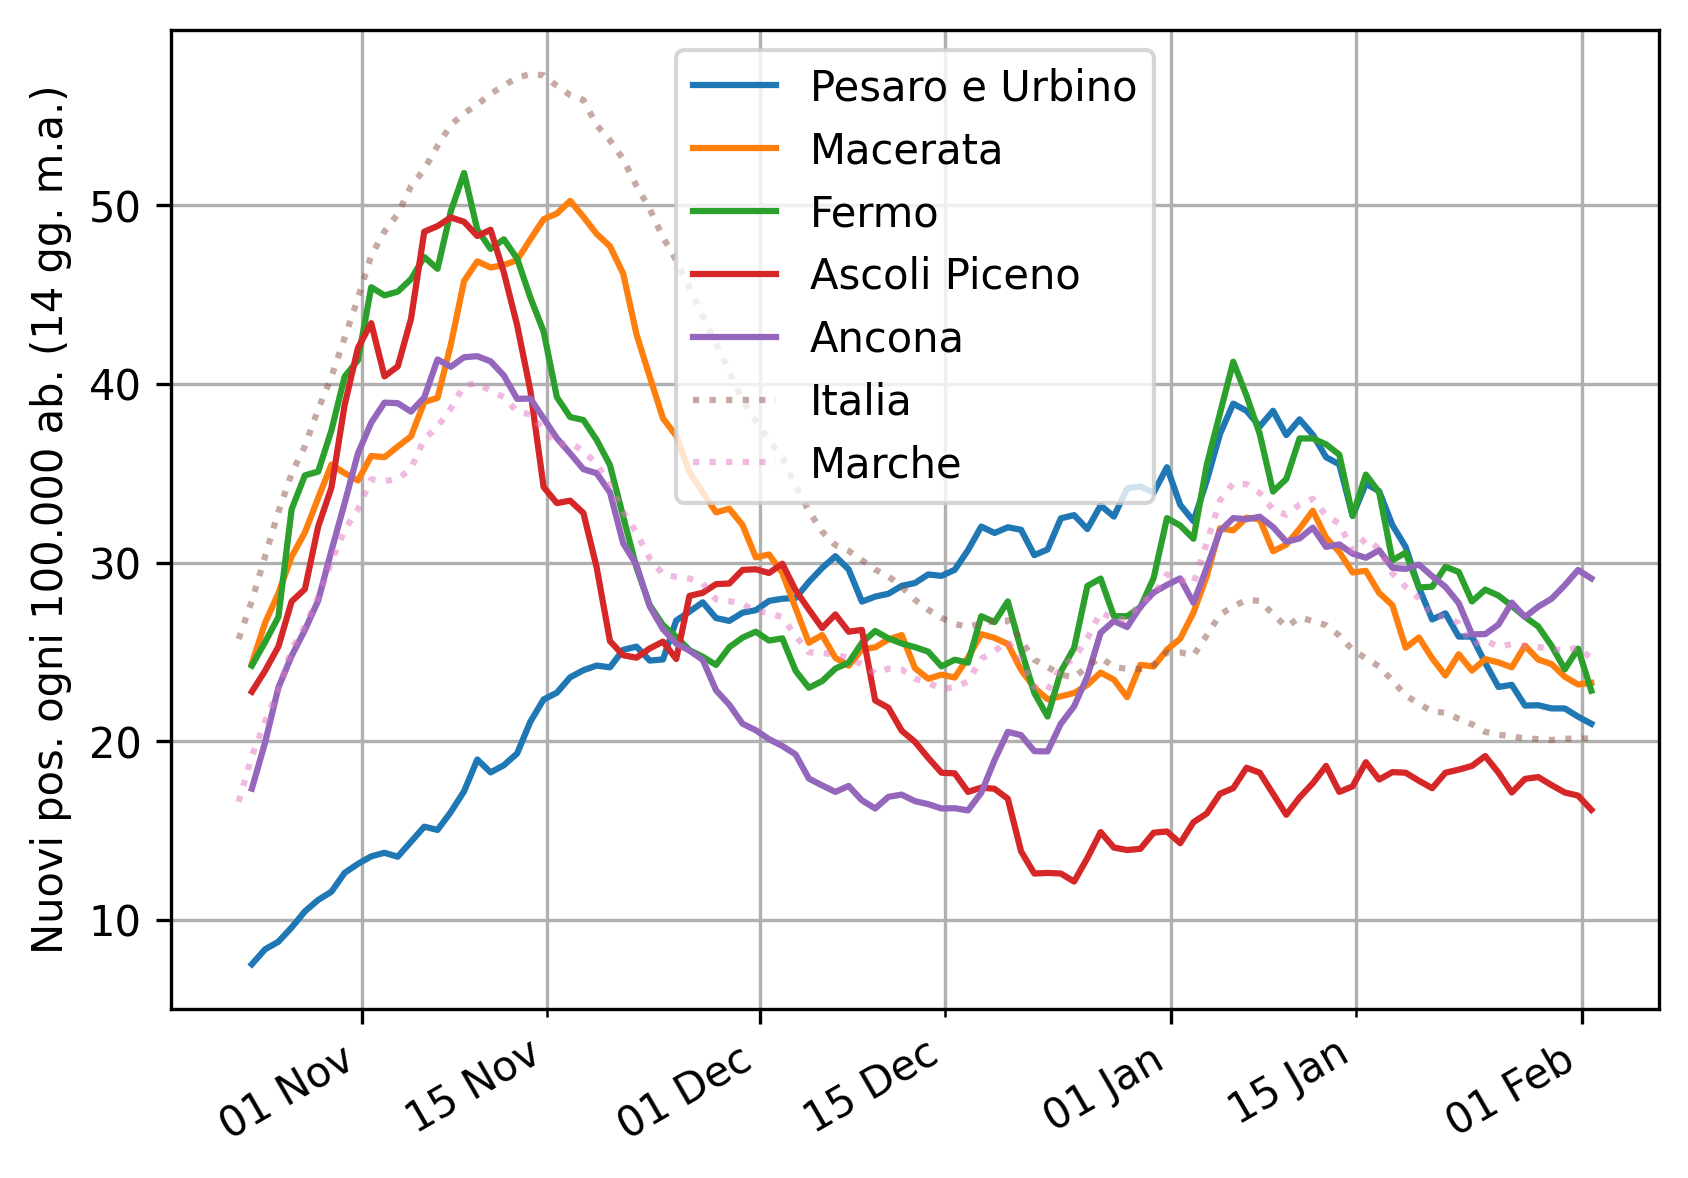 Nuovi pos. ogni 100.000 ab. (14 gg. m.a.)
50
40
30
20
10
Pesaro e Urbino
Macerata
Fermo
Ascoli Piceno
Ancona
Italia
Marche
01 Nov
15 Nov
01 Dec
15 Dec
01 Jan
15 Jan
01 Feb